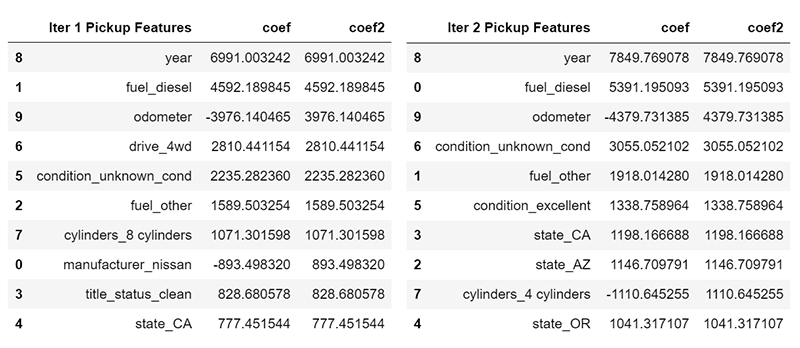 Iter 1 Pickup Features coef coef2
8 year 6991.003242 6991.003242
1 fuel_diesel 4592.189845 4592.189845
9 odometer -3976.140465 3976.140465
6 drive_4wd 2810.441154 2810.441154
5 condition_unknown_cond 2235.282360 2235.282360
2 fuel_other 1589.503254 1589.503254
7 cylinders_8 cylinders 1071.301598 1071.301598
0 manufacturer_nissan -893.498320 893.498320
3 title_status_clean 828.680578 828.680578
4 state_CA 777.451544 777.451544
Iter 2 Pickup Features coef coef2
8 year 7849.769078 7849.769078
0 fuel_diesel 5391.195093 5391.195093
9 odometer -4379.731385 4379.731385
6 condition_unknown_cond 3055.052102 3055.052102
1 fuel_other 1918.014280 1918.014280
5 condition_excellent 1338.758964 1338.758964
3 state_CA 1198.166688 1198.166688
2 state_AZ 1146.709791 1146.709791
7 cylinders_4 cylinders -1110.645255 1110.645255
4 state_OR 1041.317107 1041.317107